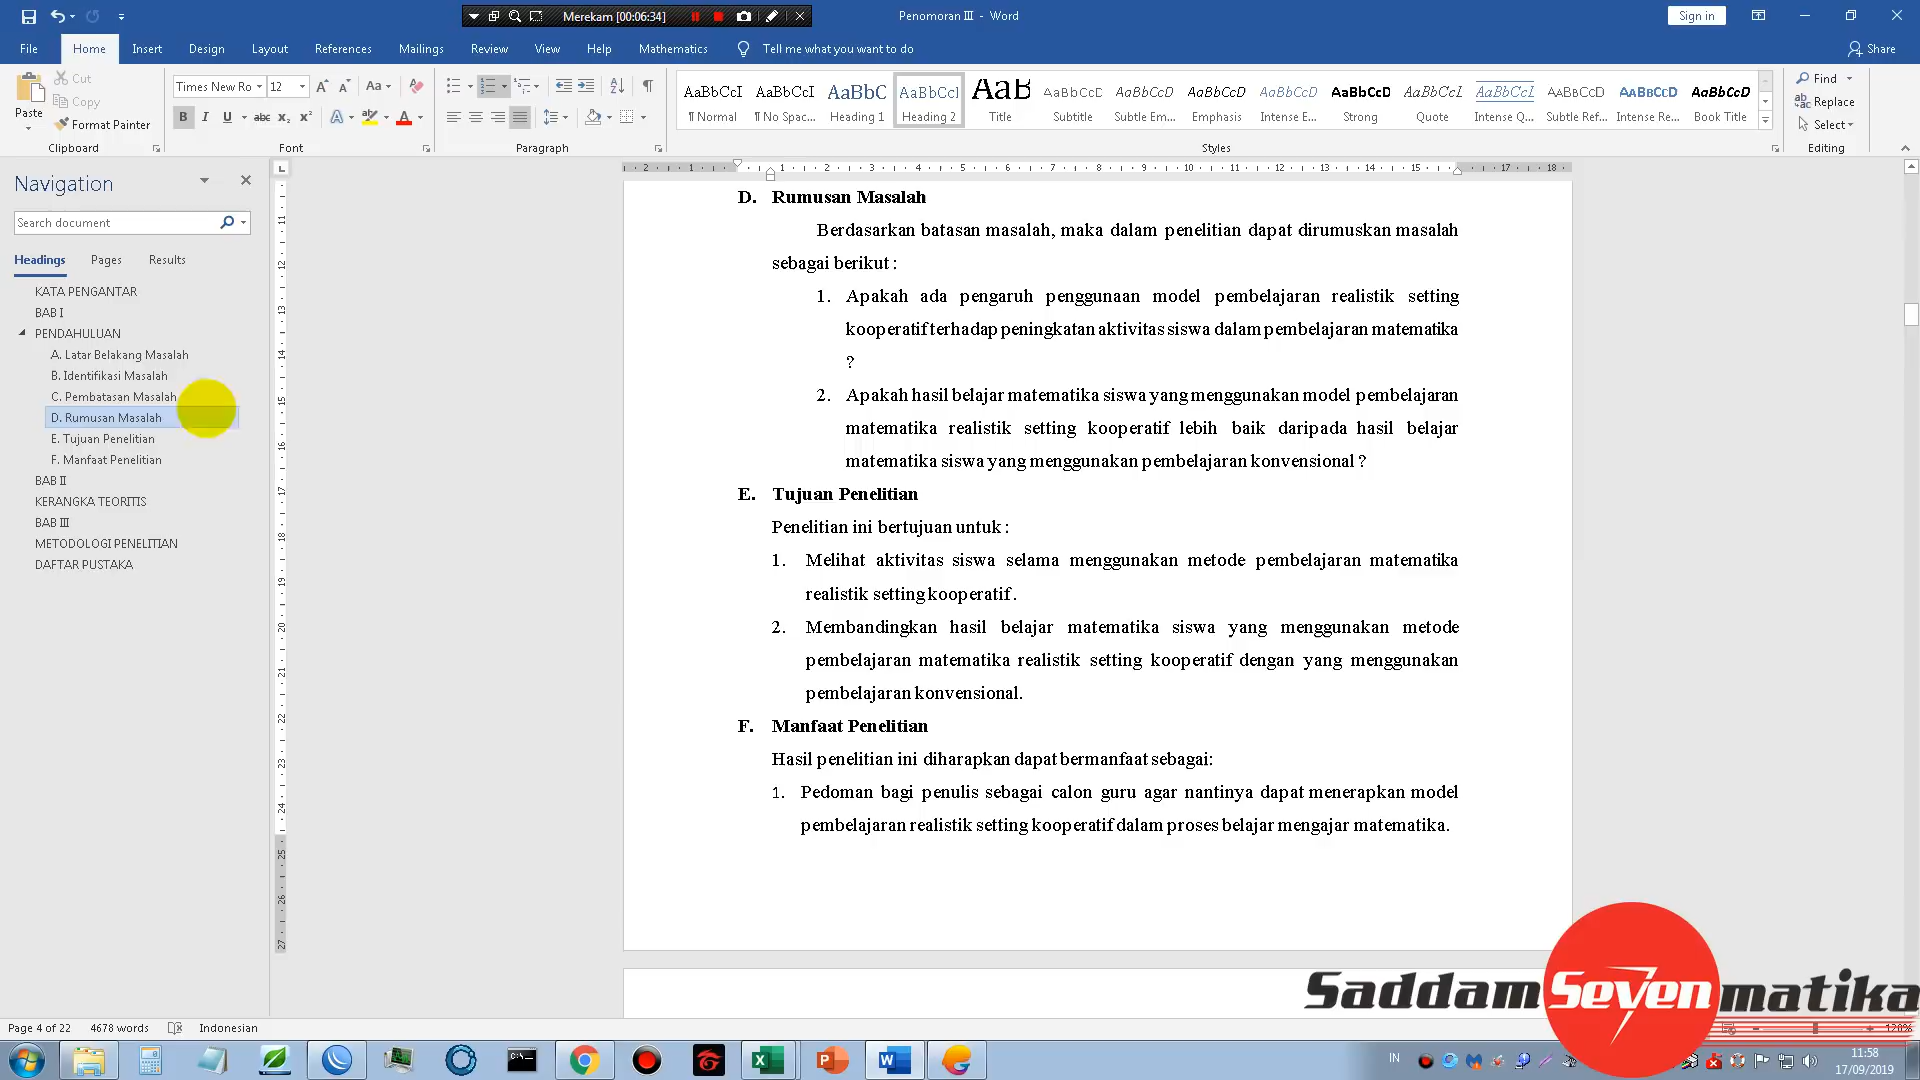 Merekam [00:06:34]
Penomoran III - Word
Sign in
File Home Insert Design Layout References Mailings Review View Help Mathematics Tell me what you want to do Share
Paste
Cut
Copy
Format Painter
Clipboard
Times New Ro 12
Font
Paragraph
AaBbCcI AaBbCcI AaBbC AaBbCcI AaB AaBbCcC AaBbCcD AaBbCcD AaBbCcD AaBbCcD AaBbCcI AaBbCcI AaBbCcD AaBbCcD AaBbCcD
¶ Normal ¶ No Spac... Heading 1 Heading 2 Title Subtitle Subtle Em... Emphasis Intense E... Strong Quote Intense Q... Subtle Ref... Intense Re... Book Title
Styles
Find
Replace
Select
Editing
Navigation
Search document
Headings Pages Results
KATA PENGANTAR
BAB I
PENDAHULUAN
A. Latar Belakang Masalah
B. Identifikasi Masalah
C. Pembatasan Masalah
D. Rumusan Masalah
E. Tujuan Penelitian
F. Manfaat Penelitian
BAB II
KERANGKA TEORITIS
BAB III
METODOLOGI PENELITIAN
DAFTAR PUSTAKA
D. Rumusan Masalah
Berdasarkan batasan masalah, maka dalam penelitian dapat dirumuskan masalah
sebagai berikut :
1. Apakah ada pengaruh penggunaan model pembelajaran realistik setting
kooperatif terhadap peningkatan aktivitas siswa dalam pembelajaran matematika
?
2. Apakah hasil belajar matematika siswa yang menggunakan model pembelajaran
matematika realistik setting kooperatif lebih baik daripada hasil belajar
matematika siswa yang menggunakan pembelajaran konvensional ?
E. Tujuan Penelitian
Penelitian ini bertujuan untuk :
1. Melihat aktivitas siswa selama menggunakan metode pembelajaran matematika
realistik setting kooperatif .
2. Membandingkan hasil belajar matematika siswa yang menggunakan metode
pembelajaran matematika realistik setting kooperatif dengan yang menggunakan
pembelajaran konvensional.
F. Manfaat Penelitian
Hasil penelitian ini diharapkan dapat bermanfaat sebagai:
1. Pedoman bagi penulis sebagai calon guru agar nantinya dapat menerapkan model
pembelajaran realistik setting kooperatif dalam proses belajar mengajar matematika.
Saddam Seven matika
Page 4 of 22 4678 words Indonesian 120%
IN
11:58
17/09/2019